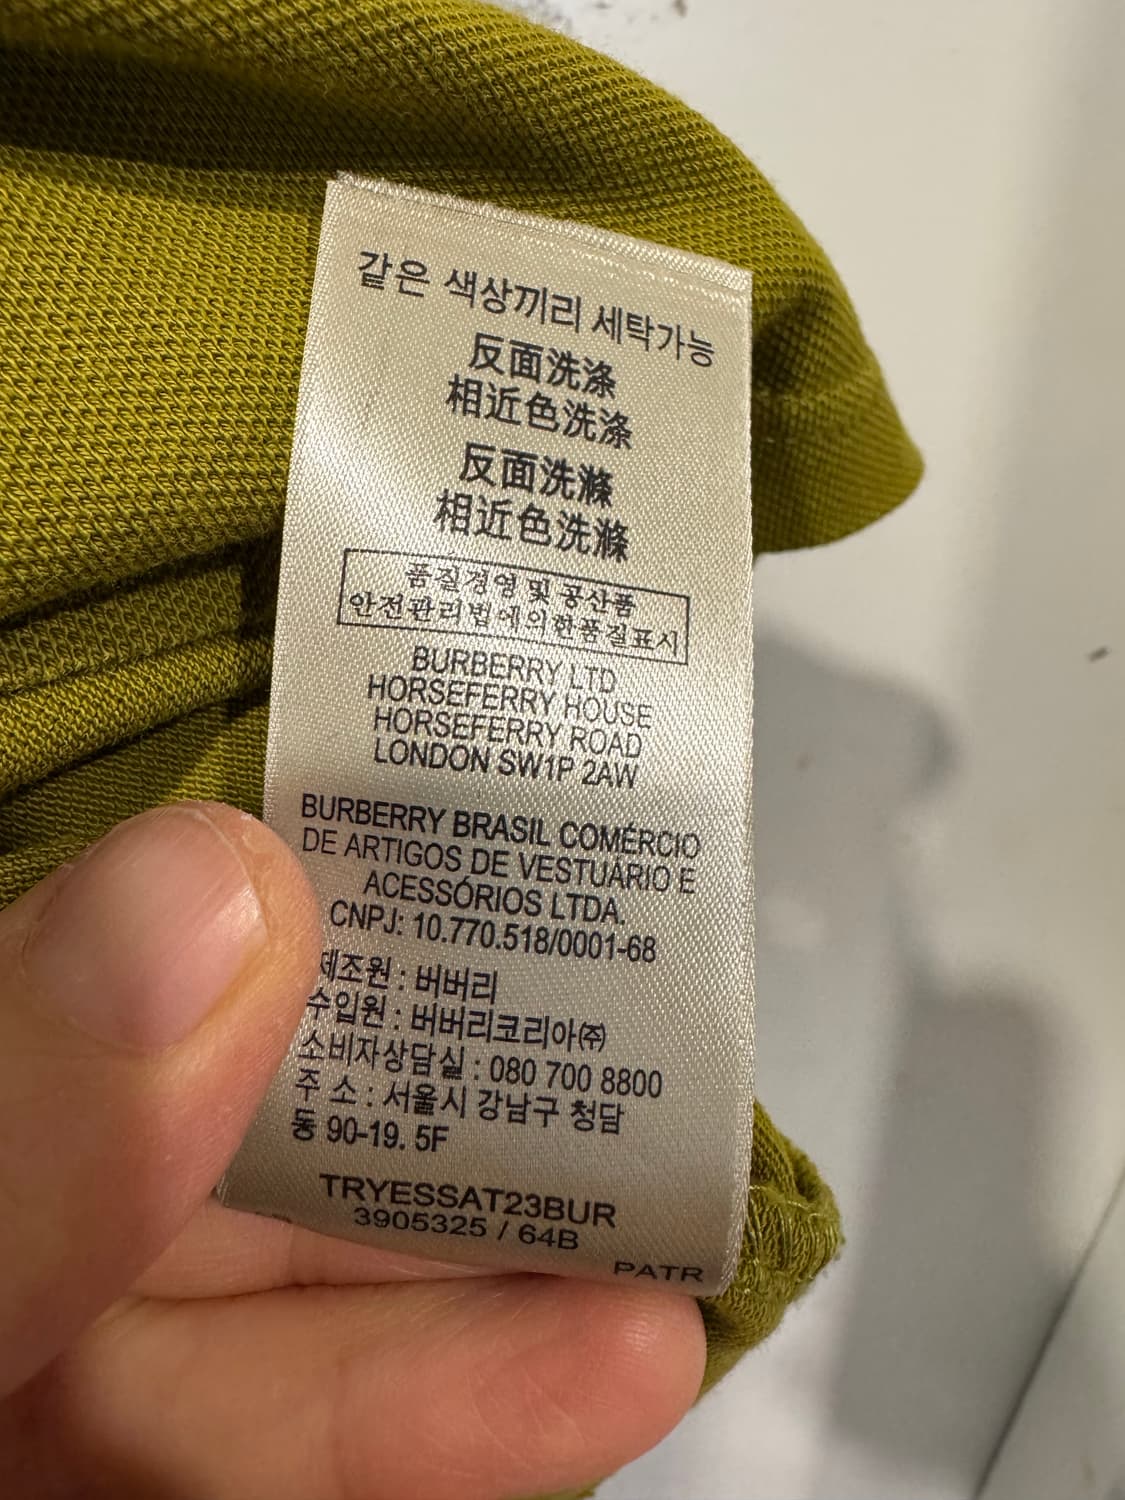 같은 색상끼리 세탁가능
反面洗涤
相近色洗涤
反面洗滌
相近色洗滌
품질경영 및 공산품
안전관리법에의한품질표시
BURBERRY LTD
HORSEFERRY HOUSE
HORSEFERRY ROAD
LONDON SW1P 2AW
BURBERRY BRASIL COMÉRCIO
DE ARTIGOS DE VESTUÁRIO E
ACESSÓRIOS LTDA.
CNPJ: 10.770.518/0001-68
제조원 : 버버리
수입원 : 버버리코리아㈜
소비자상담실 : 080 700 8800
주 소 : 서울시 강남구 청담
동 90-19. 5F
TRYESSAT23BUR
3905325 / 64B
PATR